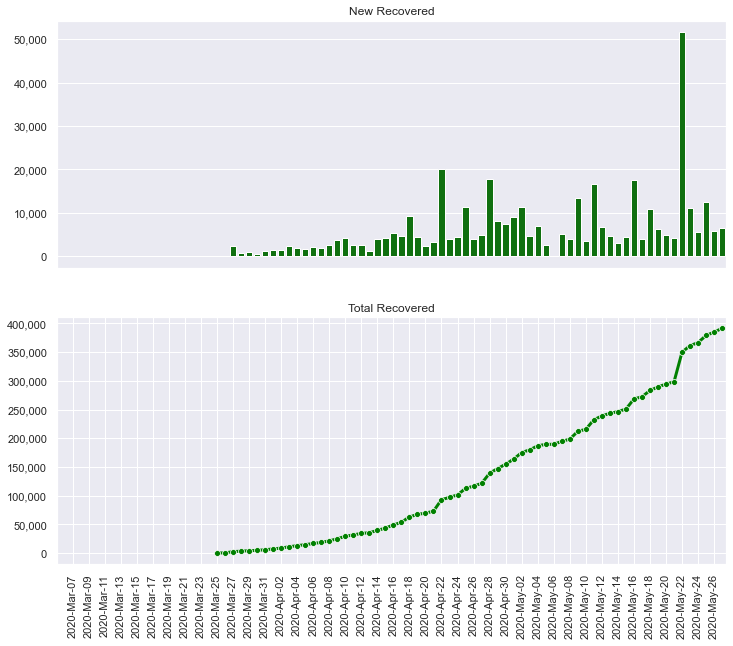 New Recovered
50,000
40,000
30,000
20,000
10,000
0
Total Recovered
400,000
350,000
300,000
250,000
200,000
150,000
100,000
50,000
0
2020-Mar-07
2020-Mar-09
2020-Mar-11
2020-Mar-13
2020-Mar-15
2020-Mar-17
2020-Mar-19
2020-Mar-21
2020-Mar-23
2020-Mar-25
2020-Mar-27
2020-Mar-29
2020-Mar-31
2020-Apr-02
2020-Apr-04
2020-Apr-06
2020-Apr-08
2020-Apr-10
2020-Apr-12
2020-Apr-14
2020-Apr-16
2020-Apr-18
2020-Apr-20
2020-Apr-22
2020-Apr-24
2020-Apr-26
2020-Apr-28
2020-Apr-30
2020-May-02
2020-May-04
2020-May-06
2020-May-08
2020-May-10
2020-May-12
2020-May-14
2020-May-16
2020-May-18
2020-May-20
2020-May-22
2020-May-24
2020-May-26